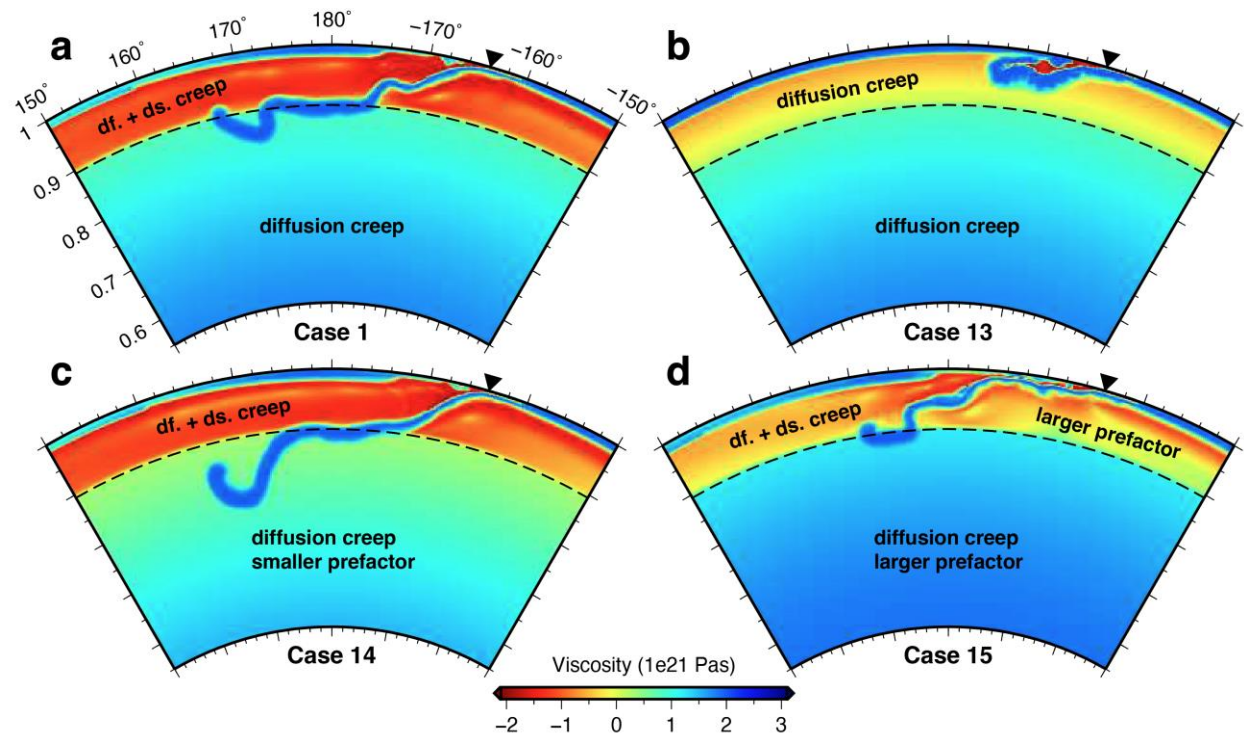 a
150°
160°
170°
180°
−170°
−160°
−150°
1
0.9
0.8
0.7
0.6
df. + ds. creep
diffusion creep
Case 1
b
diffusion creep
diffusion creep
Case 13
c
df. + ds. creep
diffusion creep
smaller prefactor
Case 14
d
df. + ds. creep
larger prefactor
diffusion creep
larger prefactor
Case 15
Viscosity (1e21 Pas)
−2 −1 0 1 2 3